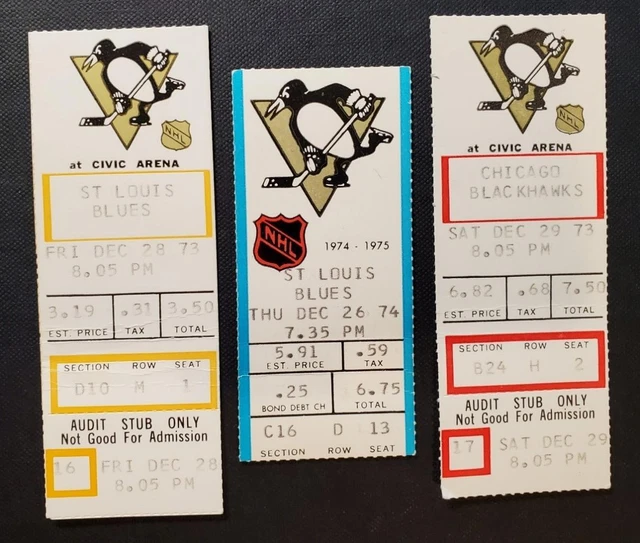 NHL
at CIVIC ARENA
ST LOUIS
BLUES
FRI DEC 28 73
8.05 PM
3.19 .31 3.50
EST. PRICE TAX TOTAL
SECTION ROW SEAT
D10 M 1
AUDIT STUB ONLY
Not Good For Admission
16 FRI DEC 28
8.05 PM
NHL
1974 - 1975
ST LOUIS
BLUES
THU DEC 26 74
7.35 PM
5.91 .59
EST. PRICE TAX
.25 6.75
BOND DEBT CH TOTAL
C16 D 13
SECTION ROW SEAT
NHL
at CIVIC ARENA
CHICAGO
BLACKHAWKS
SAT DEC 29 73
8.05 PM
6.82 .68 7.50
EST. PRICE TAX TOTAL
SECTION ROW SEAT
B24 H 2
AUDIT STUB ONLY
Not Good For Admission
17 SAT DEC 29
8.05 PM